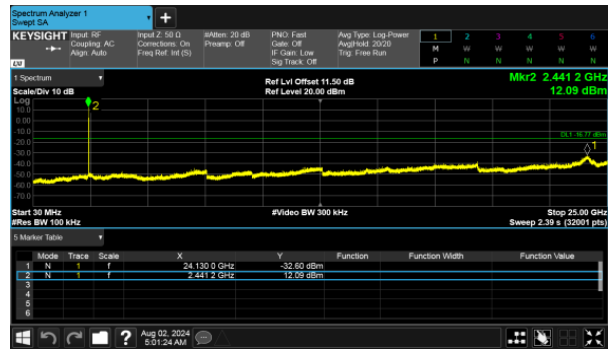 Spectrum Analyzer 1
Swept SA
+
KEYSIGHT Input: RF Input Z: 50 Ω #Atten: 20 dB PNO: Fast Avg Type: Log-Power 1 2 3 4 5 6
Coupling: AC Corrections: On Preamp: Off Gate: Off Avg|Hold: 20/20 M W W W W W
Align: Auto Freq Ref: Int (S) IF Gain: Low Trig: Free Run
Sig Track: Off P N N N N N
LXI
1 Spectrum Ref Lvl Offset 11.50 dB Mkr2 2.441 2 GHz
Scale/Div 10 dB Ref Level 20.00 dBm 12.09 dBm
Log
10.0
0.00
-10.0
-20.0
-30.0
-40.0
-50.0
-60.0
-70.0
2
DL1 -16.77 dBm
1
Start 30 MHz #Video BW 300 kHz Stop 25.00 GHz
#Res BW 100 kHz Sweep 2.39 s (32001 pts)
5 Marker Table
Mode Trace Scale X Y Function Function Width Function Value
1 N 1 f 24.130 0 GHz -32.60 dBm
2 N 1 f 2.441 2 GHz 12.09 dBm
3
4
5
6
?
Aug 02, 2024
5:01:24 AM